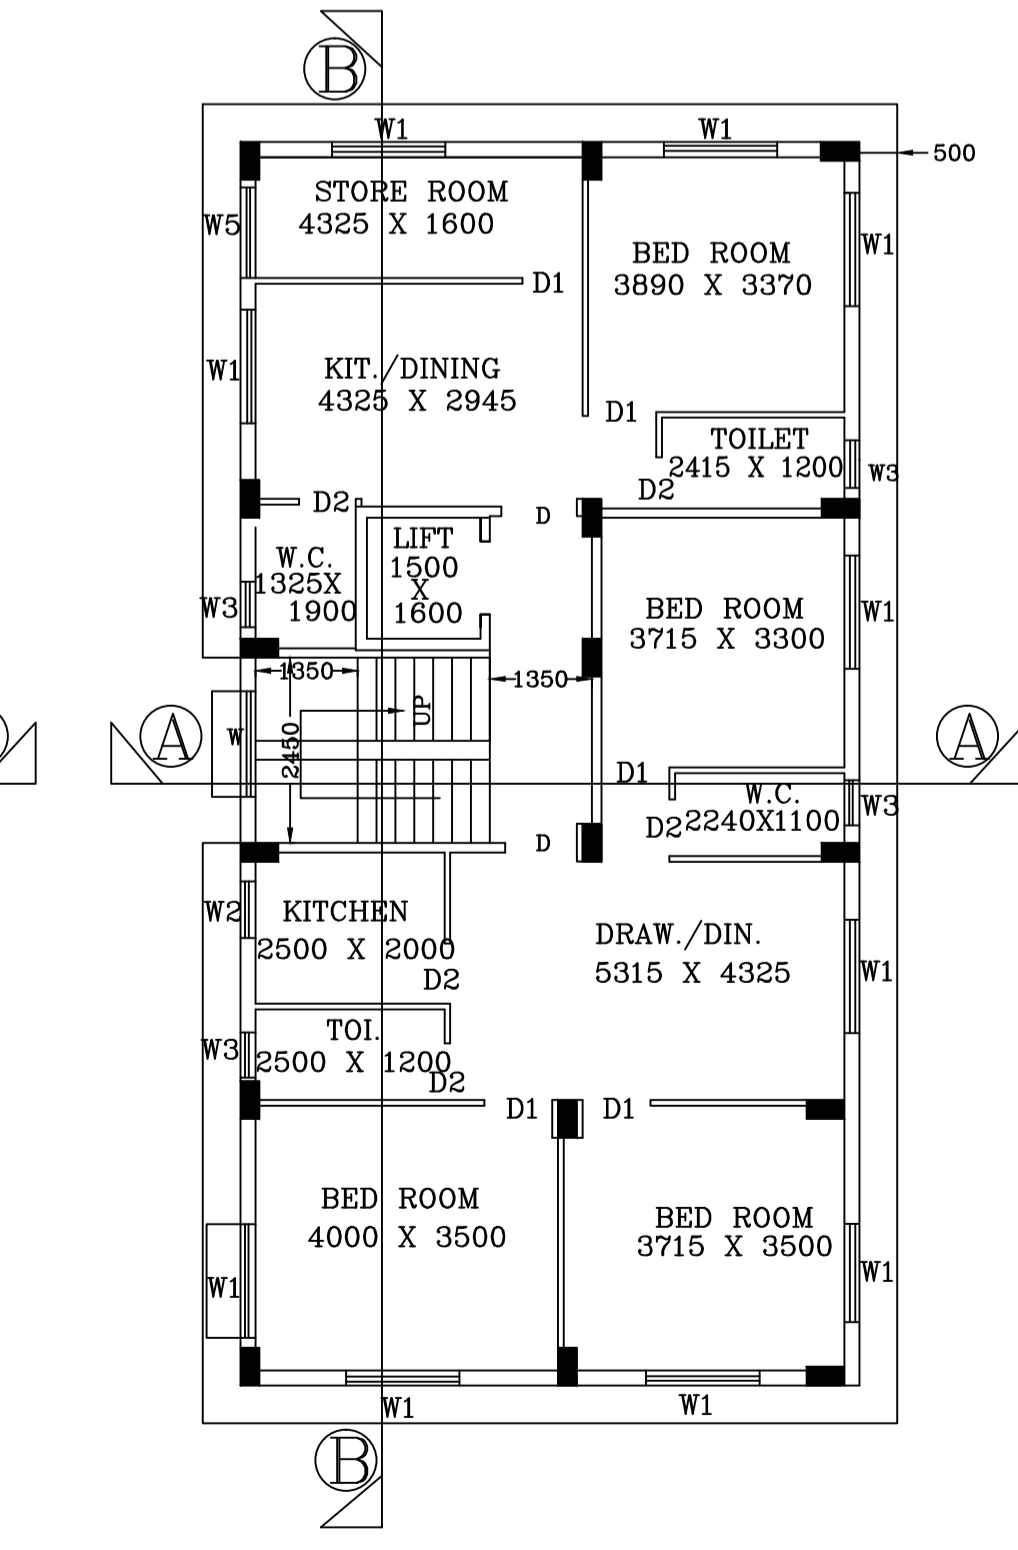 B
W1
W1
500
STORE ROOM
4325 X 1600
W5
BED ROOM
3890 X 3370
W1
D1
KIT./DINING
4325 X 2945
W1
D1
TOILET
2415 X 1200
W3
D2
D2
D
LIFT
1500
X
1600
W.C.
1325X
1900
W3
BED ROOM
3715 X 3300
W1
1350
1350
UP
2450
W
A
A
D1
W.C.
2240X1100
W3
D2
D
KITCHEN
2500 X 2000
W2
D2
DRAW./DIN.
5315 X 4325
W1
TOI.
2500 X 1200
W3
D2
D1
D1
BED ROOM
4000 X 3500
BED ROOM
3715 X 3500
W1
W1
W1
W1
B